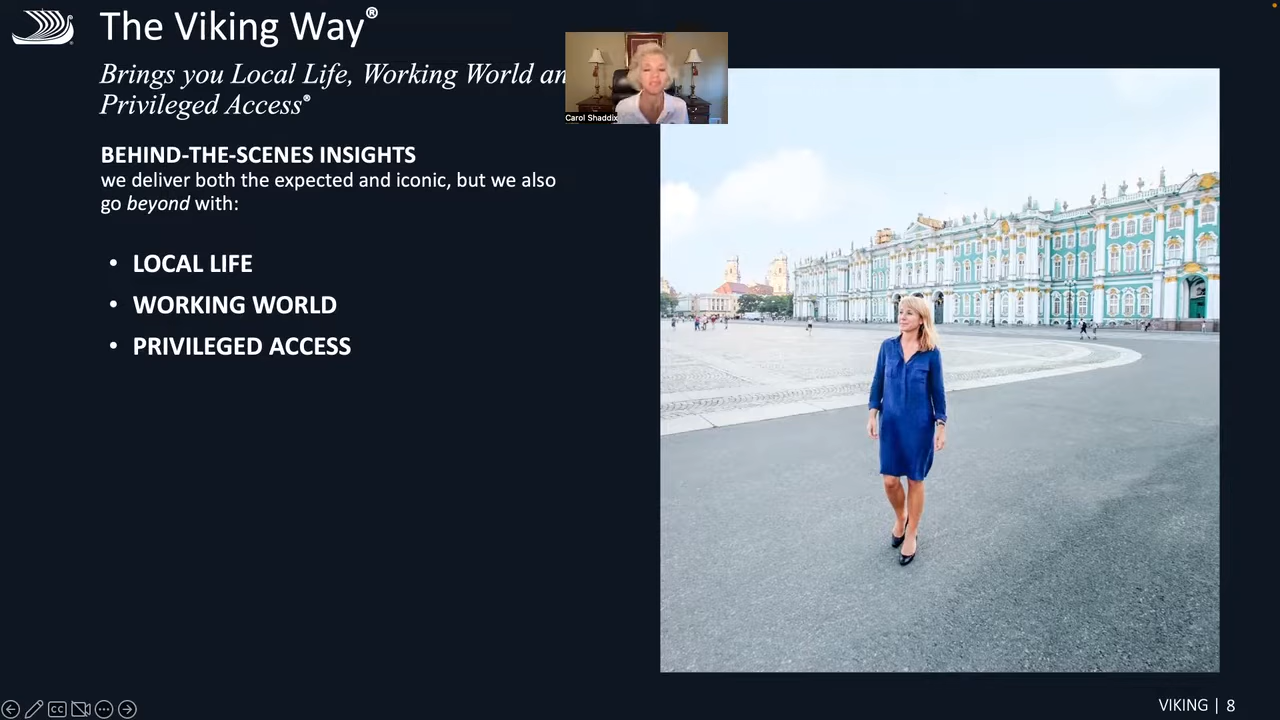 The Viking Way®
Brings you Local Life, Working World an
Privileged Access®
Carol Shaddix
BEHIND-THE-SCENES INSIGHTS
we deliver both the expected and iconic, but we also
go beyond with:
• LOCAL LIFE
• WORKING WORLD
• PRIVILEGED ACCESS
CC
VIKING | 8